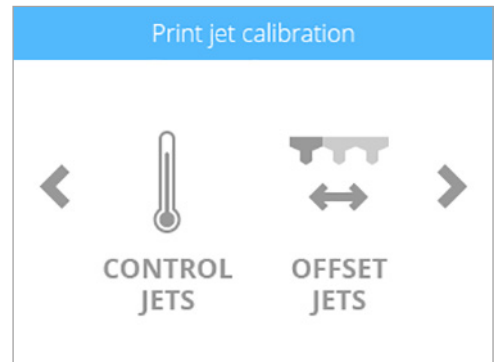 Print jet calibration
CONTROL
JETS
OFFSET
JETS